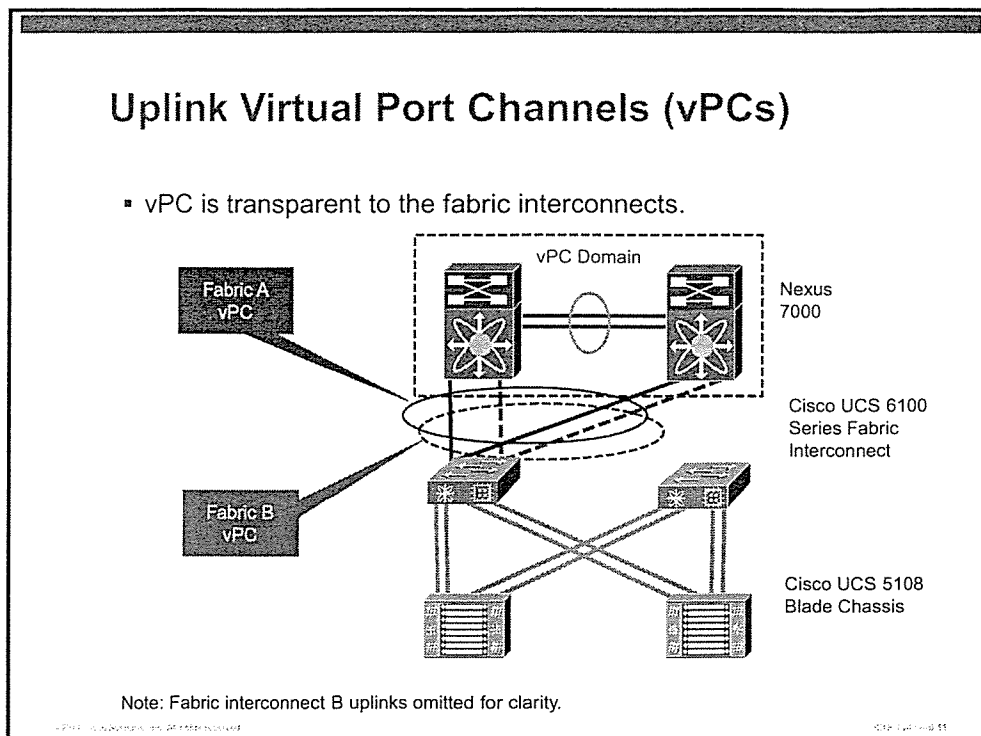 Uplink Virtual Port Channels (vPCs)
vPC is transparent to the fabric interconnects.
vPC Domain
Fabric A
vPC
Nexus
7000
Cisco UCS 6100
Series Fabric
Interconnect
Fabric B
vPC
Cisco UCS 5108
Blade Chassis
Note: Fabric interconnect B uplinks omitted for clarity.